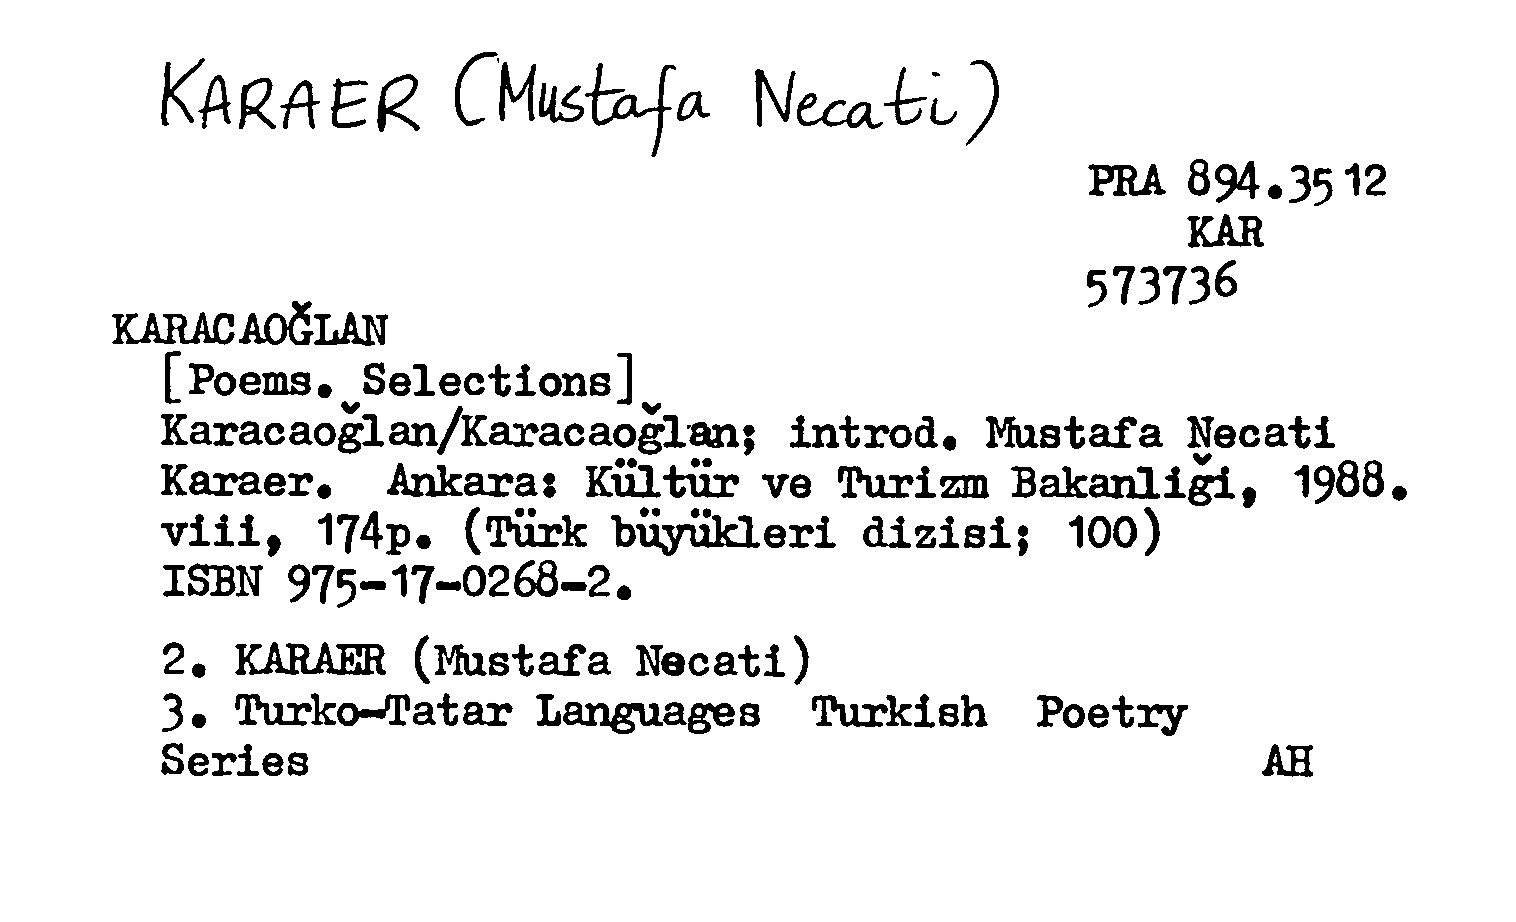 KARAER (Mustafa Necati)
PRA 894.3512
KAR
573736
KARACAOĞLAN
[Poems. Selections]
Karacaoğlan/Karacaoğlan; introd. Mustafa Necati
Karaer. Ankara: Kültür ve Turizm Bakanliği, 1988.
viii, 174p. (Türk büyükleri dizisi; 100)
ISBN 975-17-0268-2.
2. KARAER (Mustafa Necati)
3. Turko-Tatar Languages Turkish Poetry
Series AH